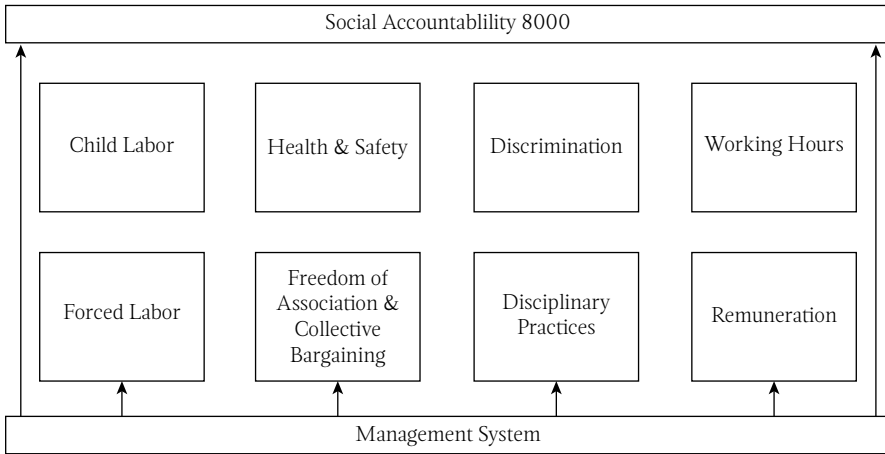 Social Accountablility 8000
Child Labor
Health & Safety
Discrimination
Working Hours
Forced Labor
Freedom of
Association &
Collective
Bargaining
Disciplinary
Practices
Remuneration
Management System